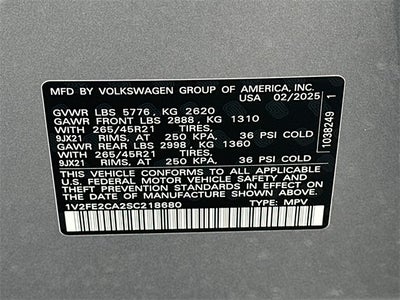 MFD BY VOLKSWAGEN GROUP OF AMERICA, INC.
USA 02/2025
GVWR LBS 5776, KG 2620
GAWR FRONT LBS 2888, KG 1310
WITH 265/45R21 TIRES,
9JX21 RIMS, AT 250 KPA, 36 PSI COLD
GAWR REAR LBS 2998, KG 1360
WITH 265/45R21 TIRES,
9JX21 RIMS, AT 250 KPA, 36 PSI COLD
THIS VEHICLE CONFORMS TO ALL APPLICABLE
U.S. FEDERAL MOTOR VEHICLE SAFETY AND
THEFT PREVENTION STANDARDS IN EFFECT ON
THE DATE OF MANUFACTURE SHOWN ABOVE.
1V2FE2CA2SC218680 TYPE: MPV
1038249 1